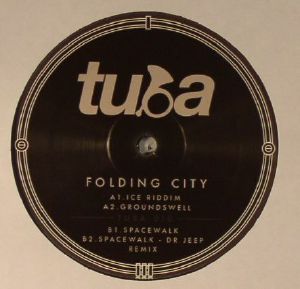 tuba
FOLDING CITY
A1.ICE RIDDIM
A2.GROUNDSWELL
B1.SPACEWALK
B2.SPACEWALK - DR JEEP
REMIX